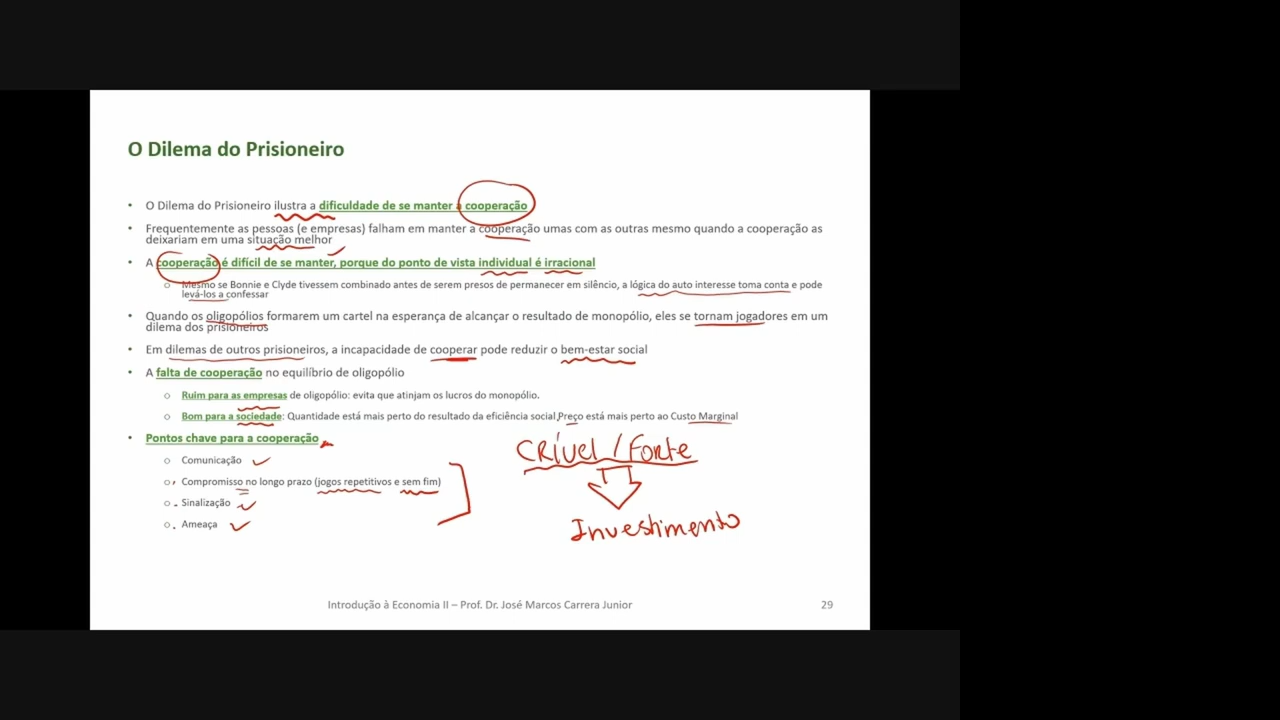 O Dilema do Prisioneiro
• O Dilema do Prisioneiro ilustra a dificuldade de se manter a cooperação
• Frequentemente as pessoas (e empresas) falham em manter a cooperação umas com as outras mesmo quando a cooperação as
deixariam em uma situação melhor
• A cooperação é difícil de se manter, porque do ponto de vista individual é irracional
o Mesmo se Bonnie e Clyde tivessem combinado antes de serem presos de permanecer em silêncio, a lógica do auto interesse toma conta e pode
levá-los a confessar
• Quando os oligopólios formarem um cartel na esperança de alcançar o resultado de monopólio, eles se tornam jogadores em um
dilema dos prisioneiros
• Em dilemas de outros prisioneiros, a incapacidade de cooperar pode reduzir o bem-estar social
• A falta de cooperação no equilíbrio de oligopólio
o Ruim para as empresas de oligopólio: evita que atinjam os lucros do monopólio.
o Bom para a sociedade: Quantidade está mais perto do resultado da eficiência social, Preço está mais perto ao Custo Marginal
• Pontos chave para a cooperação
o Comunicação
o Compromisso no longo prazo (jogos repetitivos e sem fim)
o Sinalização
o Ameaça
CRível / FoRte
Investimento
Introdução à Economia II – Prof. Dr. José Marcos Carrera Junior
29